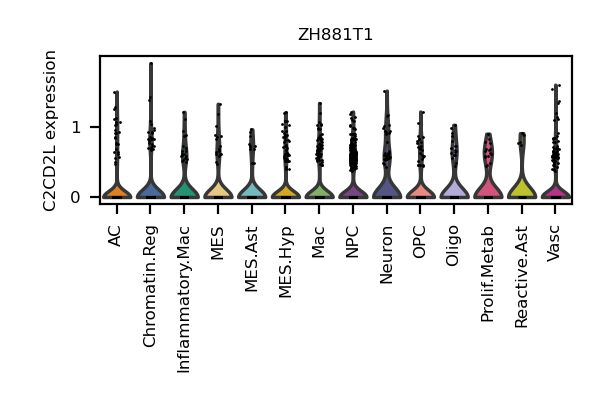 ZH881T1
C2CD2L expression
1
0
AC
Chromatin.Reg
Inflammatory.Mac
MES
MES.Ast
MES.Hyp
Mac
NPC
Neuron
OPC
Oligo
Prolif.Metab
Reactive.Ast
Vasc